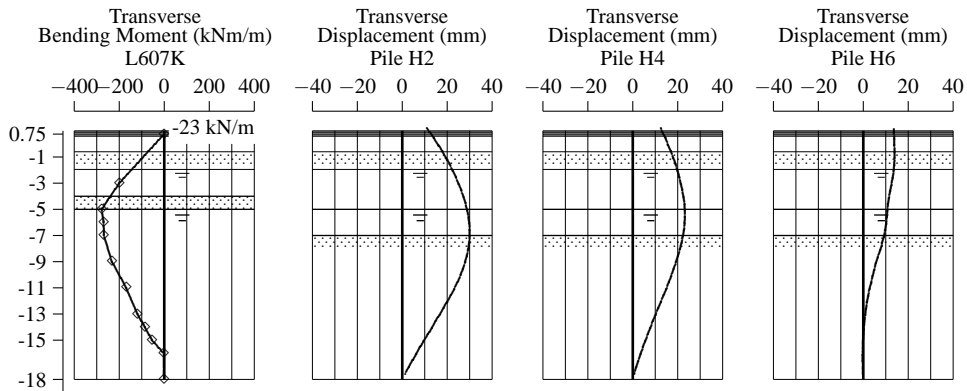 Transverse
Bending Moment (kNm/m)
L607K
−400 −200 0 200 400
Transverse
Displacement (mm)
Pile H2
−40 −20 0 20 40
Transverse
Displacement (mm)
Pile H4
−40 −20 0 20 40
Transverse
Displacement (mm)
Pile H6
−40 −20 0 20 40
-23 kN/m
0.75
-1
-3
-5
-7
-9
-11
-13
-15
-18